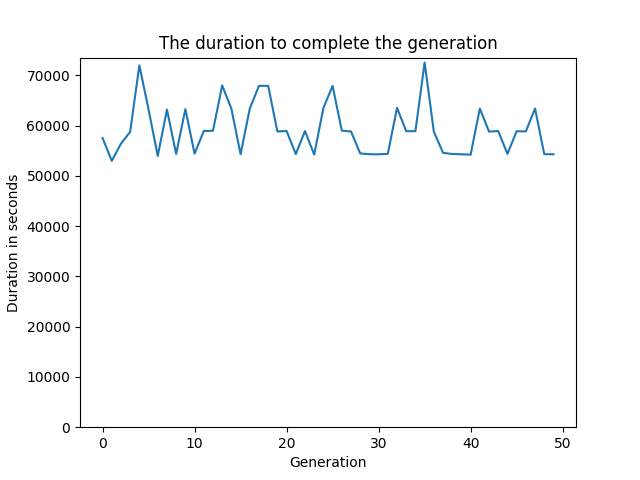 The duration to complete the generation
70000
60000
50000
40000
30000
20000
10000
0
Duration in seconds
0 10 20 30 40 50
Generation